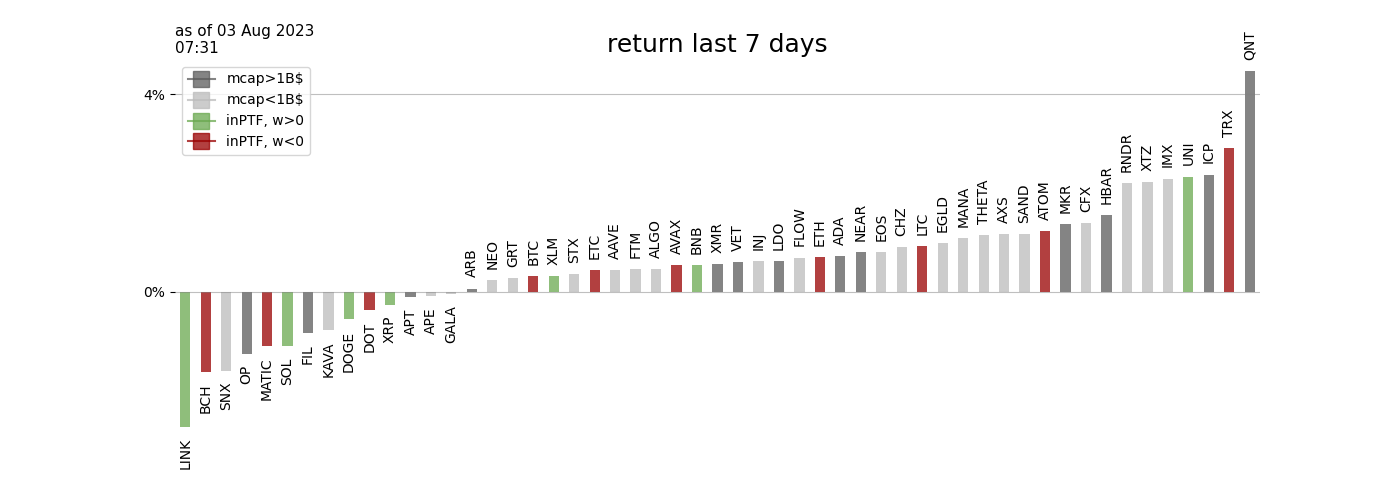 as of 03 Aug 2023
07:31
return last 7 days
mcap>1B$
mcap<1B$
inPTF, w>0
inPTF, w<0
4%
0%
LINK
BCH
SNX
OP
MATIC
SOL
FIL
KAVA
DOGE
DOT
XRP
APT
APE
GALA
ARB
NEO
GRT
BTC
XLM
STX
ETC
AAVE
FTM
ALGO
AVAX
BNB
XMR
VET
INJ
LDO
FLOW
ETH
ADA
NEAR
EOS
CHZ
LTC
EGLD
MANA
THETA
AXS
SAND
ATOM
MKR
CFX
HBAR
RNDR
XTZ
IMX
UNI
ICP
TRX
QNT